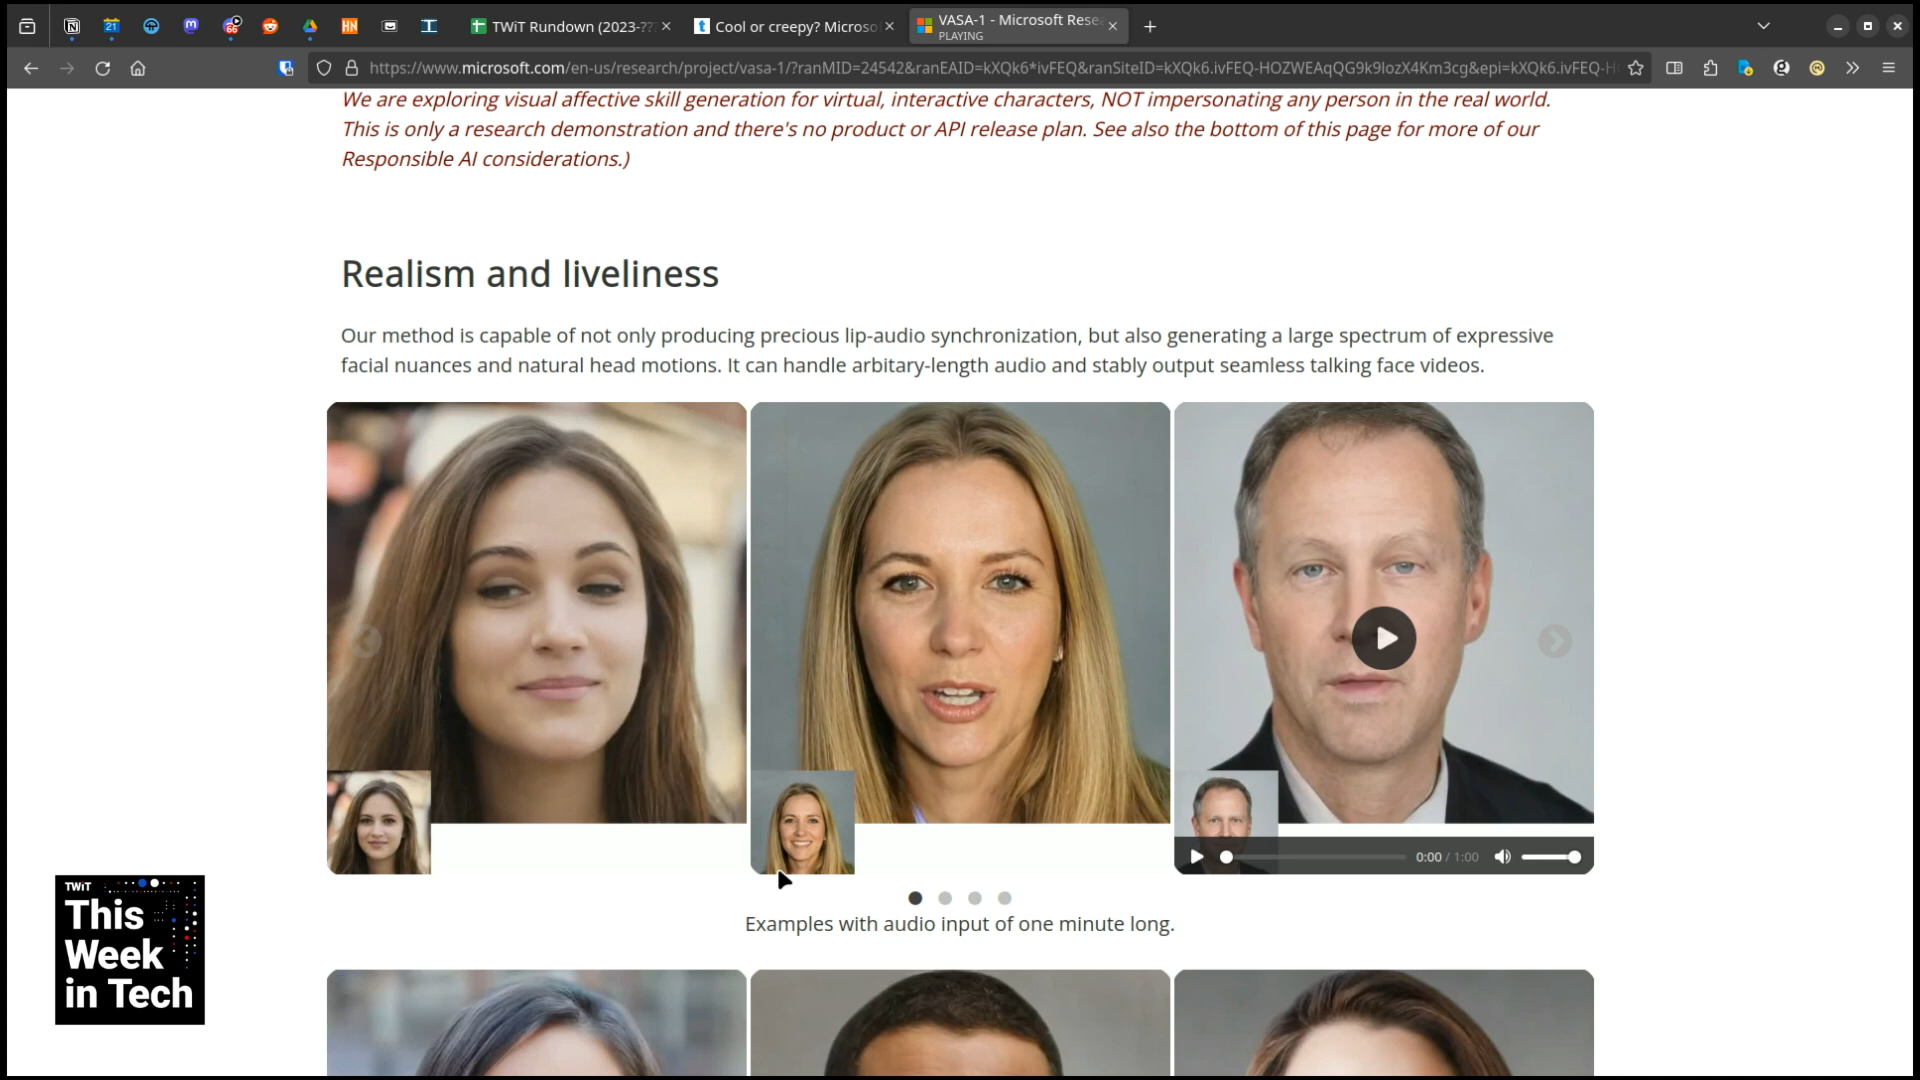 TWiT Rundown (2023-???
Cool or creepy? Microso
VASA-1 - Microsoft Rese
PLAYING
https://www.microsoft.com/en-us/research/project/vasa-1/?ranMID=24542&ranEAID=kXQk6*ivFEQ&ranSiteID=kXQk6.ivFEQ-HOZWEAqQG9k9lozX4Km3cg&epi=kXQk6.ivFEQ-H
We are exploring visual affective skill generation for virtual, interactive characters, NOT impersonating any person in the real world.
This is only a research demonstration and there's no product or API release plan. See also the bottom of this page for more of our
Responsible AI considerations.)
Realism and liveliness
Our method is capable of not only producing precious lip-audio synchronization, but also generating a large spectrum of expressive
facial nuances and natural head motions. It can handle arbitary-length audio and stably output seamless talking face videos.
0:00 / 1:00
Examples with audio input of one minute long.
TWiT
This
Week
in Tech